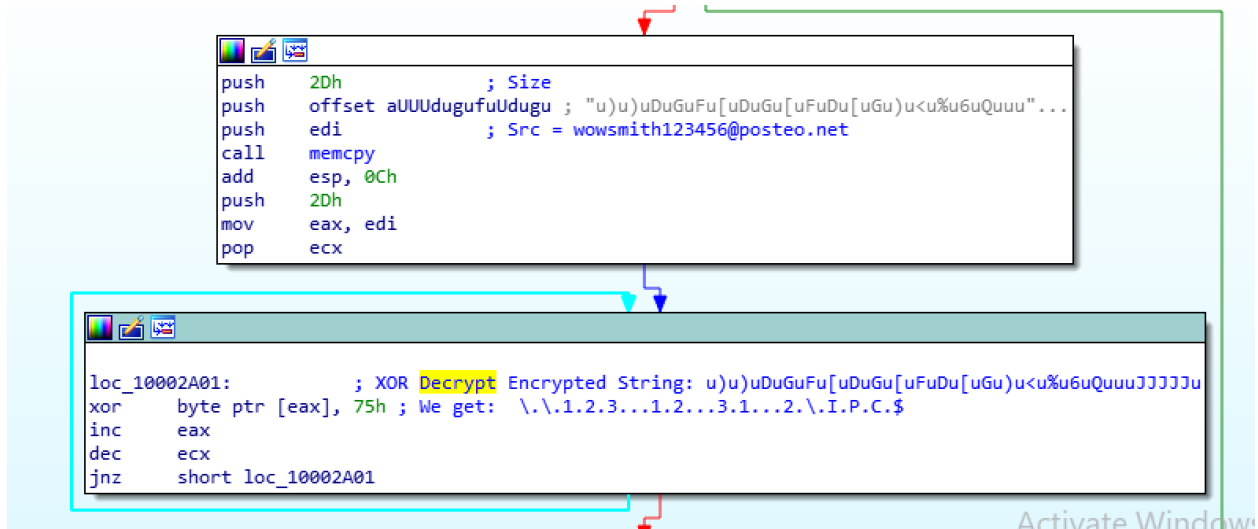 push 2Dh ; Size
push offset aUUUdugufuUdugu ; "u)u)uDuGuFu[uDuGu[uFuDu[uGu)u<u%u6uQuuu"...
push edi ; Src = wowsmith123456@posteo.net
call memcpy
add esp, 0Ch
push 2Dh
mov eax, edi
pop ecx
loc_10002A01: ; XOR Decrypt Encrypted String: u)u)uDuGuFu[uDuGu[uFuDu[uGu)u<u%u6uQuuuJJJJJu
xor byte ptr [eax], 75h ; We get: \.\.1.2.3...1.2...3.1...2.\.I.P.C.$
inc eax
dec ecx
jnz short loc_10002A01
Activate Windows